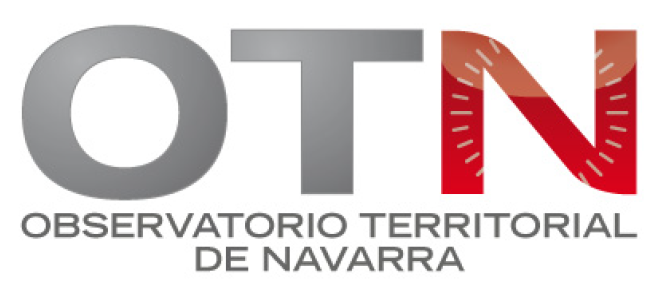 OTN
OBSERVATORIO TERRITORIAL
DE NAVARRA